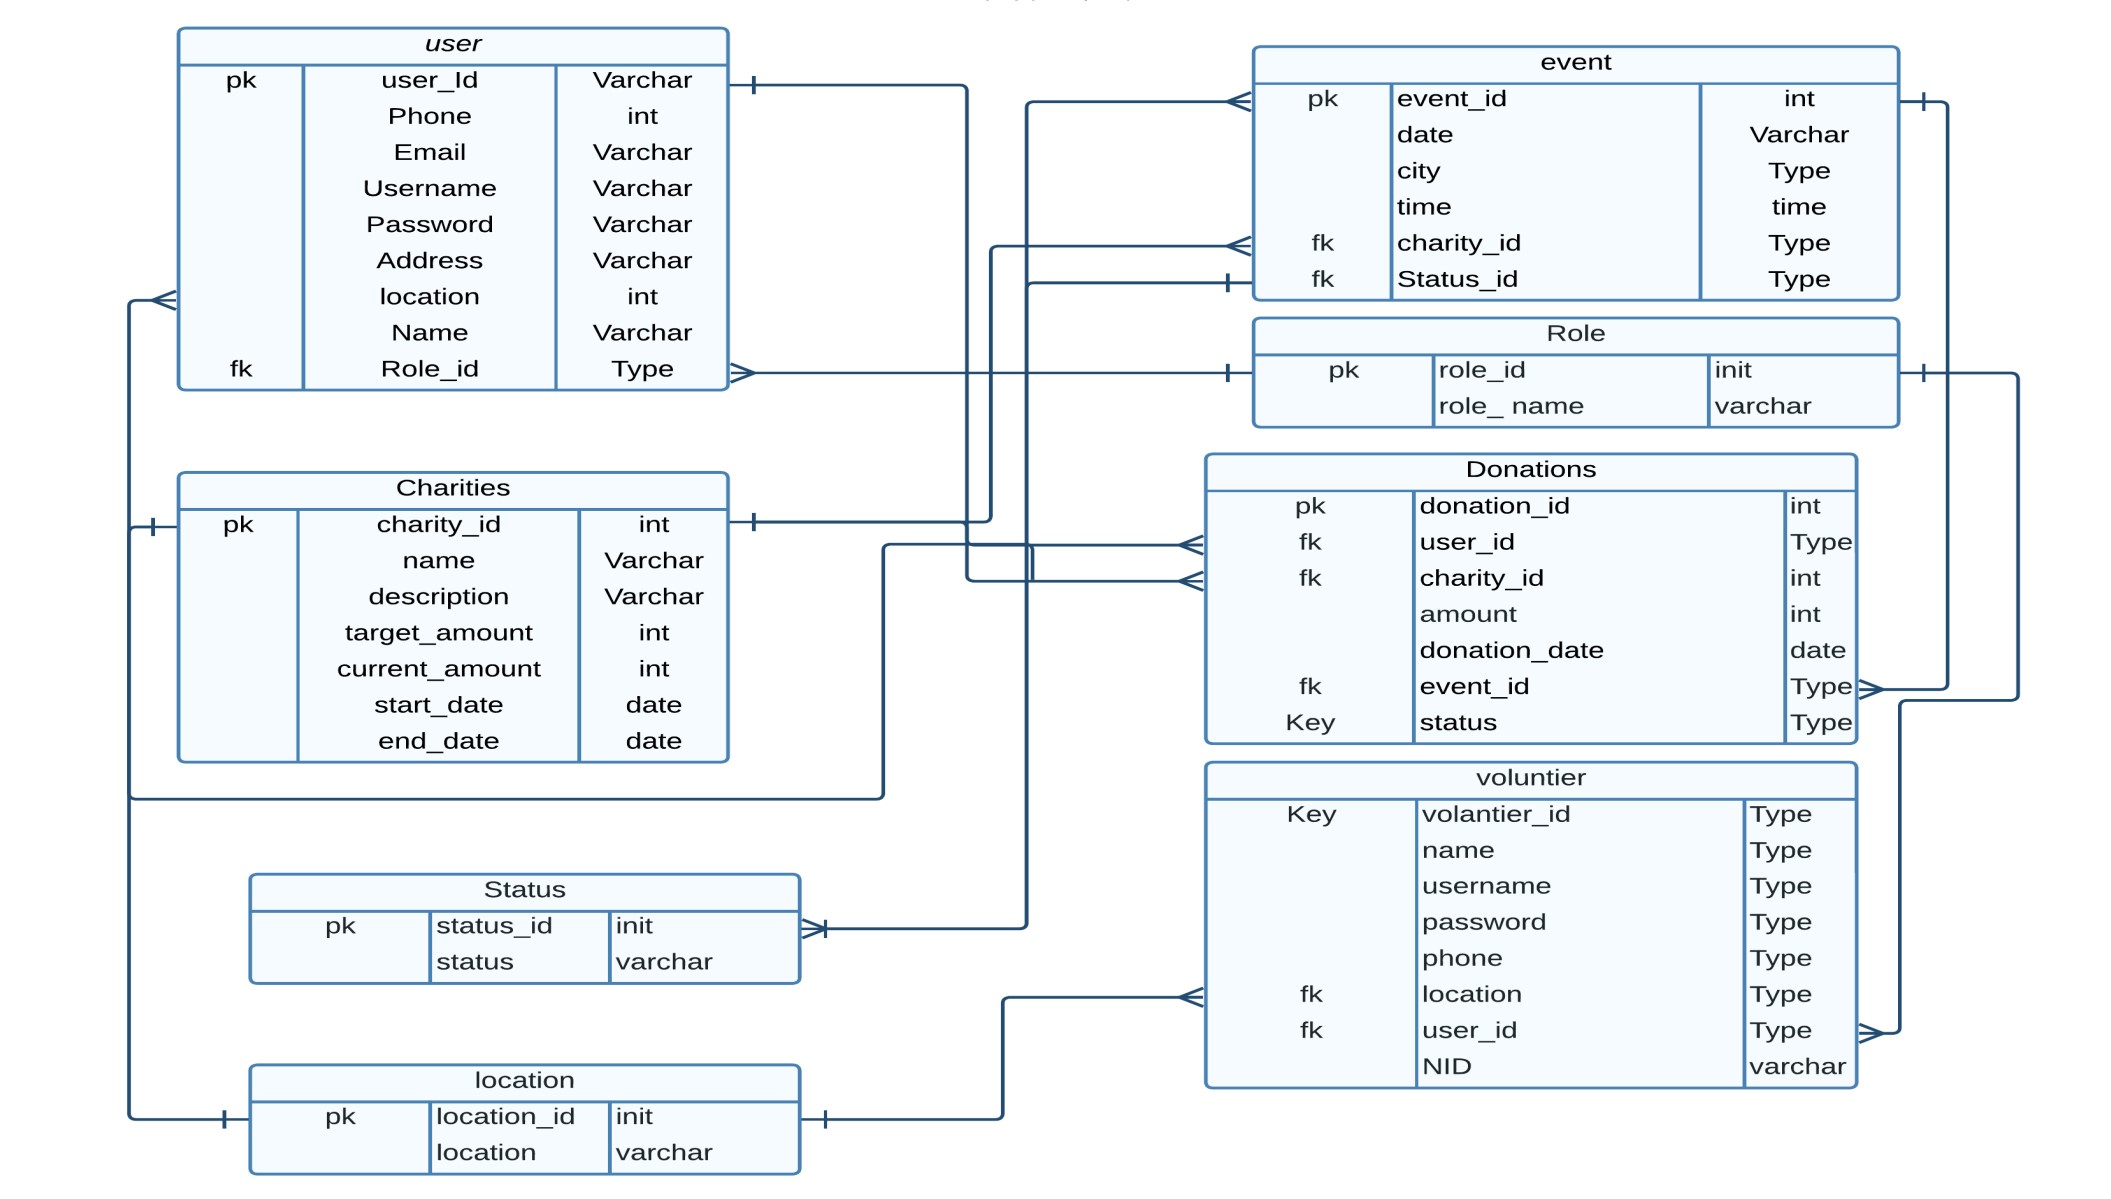 user
pk user_Id Varchar
Phone int
Email Varchar
Username Varchar
Password Varchar
Address Varchar
location int
Name Varchar
fk Role_id Type
event
pk event_id int
date Varchar
city Type
time time
fk charity_id Type
fk Status_id Type
Role
pk role_id init
role_ name varchar
Charities
pk charity_id int
name Varchar
description Varchar
target_amount int
current_amount int
start_date date
end_date date
Donations
pk donation_id int
fk user_id Type
fk charity_id int
amount int
donation_date date
fk event_id Type
Key status Type
voluntier
Key volantier_id Type
name Type
username Type
password Type
phone Type
fk location Type
fk user_id Type
NID varchar
Status
pk status_id init
status varchar
location
pk location_id init
location varchar